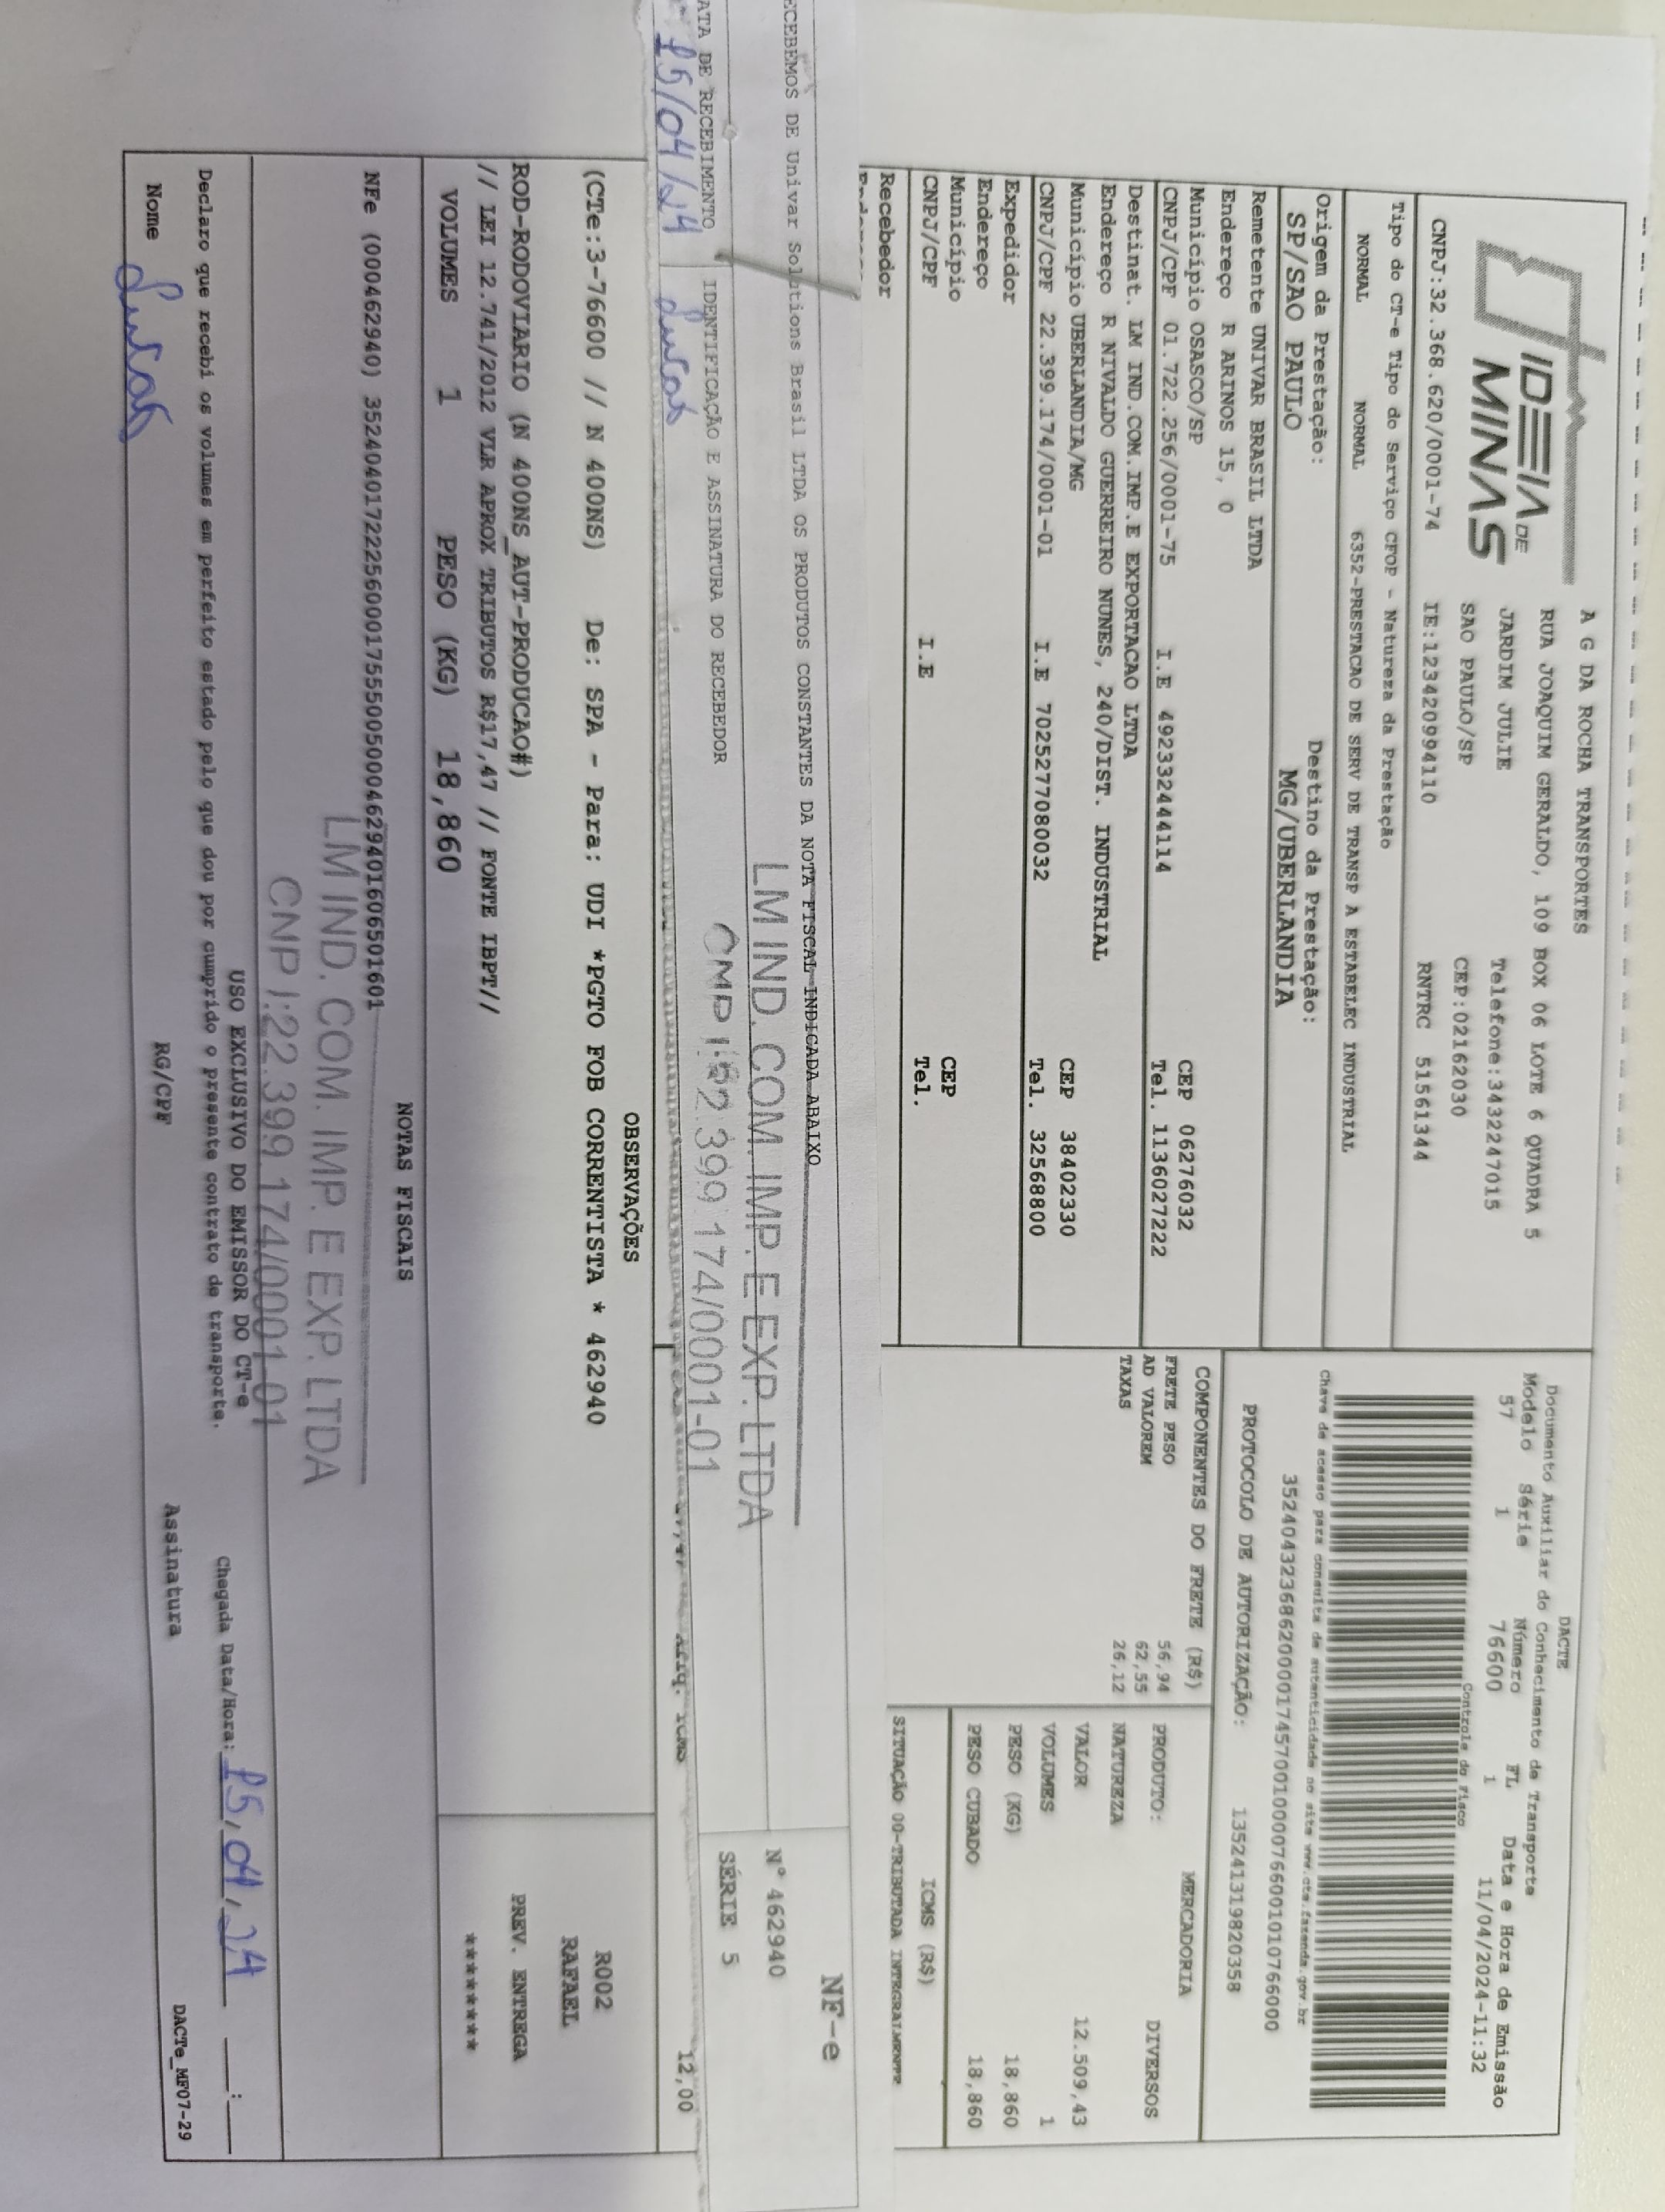 IDEIA DE
MINAS
A G DA ROCHA TRANSPORTES
RUA JOAQUIM GERALDO, 109 BOX 06 LOTE 6 QUADRA 5
JARDIM JULIE Telefone:3432247015
SAO PAULO/SP CEP:02162030
CNPJ:32.368.620/0001-74 IE:123420994110 RNTRC 51561344
DACTE
Documento Auxiliar do Conhecimento de Transporte
Modelo Série Número FL Data e Hora de Emissão
57 1 76600 1 11/04/2024-11:32
Controle do Fisco
Chave de acesso para consulta de autenticidade no site www.cte.fazenda.gov.br
35240432368620000174570010000766001010766000
PROTOCOLO DE AUTORIZAÇÃO: 135241319820358
Tipo do CT-e Tipo do Serviço CFOP - Natureza da Prestação
NORMAL NORMAL 6352-PRESTACAO DE SERV DE TRANSP A ESTABELEC INDUSTRIAL
Origem da Prestação: Destino da Prestação:
SP/SAO PAULO MG/UBERLANDIA
Remetente UNIVAR BRASIL LTDA
Endereço R ARINOS 15, 0
Município OSASCO/SP CEP 06276032
CNPJ/CPF 01.722.256/0001-75 I.E 492332444114 Tel. 1136027222
Destinat. LM IND.COM.IMP.E EXPORTACAO LTDA
Endereço R NIVALDO GUERREIRO NUNES, 240/DIST. INDUSTRIAL
Município UBERLANDIA/MG CEP 38402330
CNPJ/CPF 22.399.174/0001-01 I.E 7025277080032 Tel. 32568800
Expedidor
Endereço
Município CEP
CNPJ/CPF I.E Tel.
Recebedor
COMPONENTES DO FRETE (R$)
FRETE PESO 56,94
AD VALOREM 62,55
TAXAS 26,12
MERCADORIA
PRODUTO: DIVERSOS
NATUREZA
VALOR 12.509,43
VOLUMES 1
PESO (KG) 18,860
PESO CUBADO 18,860
ICMS (R$)
SITUAÇÃO 00-TRIBUTADA INTEGRALMENTE
ECEBEMOS DE Univar Solutions Brasil LTDA OS PRODUTOS CONSTANTES DA NOTA FISCAL INDICADA ABAIXO
NF-e
Nº 462940
SÉRIE 5
ATA DE RECEBIMENTO IDENTIFICAÇÃO E ASSINATURA DO RECEBEDOR
15/04/24 Lucas
LM IND. COM. IMP. E EXP. LTDA
399.174/0001-01
Alíq. ICMS 12,00
OBSERVAÇÕES
(CTe:3-76600 // N 400NS) De: SPA - Para: UDI *PGTO FOB CORRENTISTA * 462940
ROD-RODOVIARIO (N 400NS_AUT-PRODUCAO#)
// LEI 12.741/2012 VLR APROX TRIBUTOS R$17,47 // FONTE IBPT//
R002
RAFAEL
PREV. ENTREGA
********
VOLUMES 1 PESO (KG) 18,860
NOTAS FISCAIS
NFe (000462940) 35240401722256000175550050004629401606501601
LM IND. COM. IMP. E EXP. LTDA
CNPJ:22.399.174/0001-01
USO EXCLUSIVO DO EMISSOR DO CT-e
Declaro que recebi os volumes em perfeito estado pelo que dou por cumprido o presente contrato de transporte.
Chegada Data/Hora: 15/04/24 __:__
Nome Lucas RG/CPF Assinatura
DACTe_MF07-29